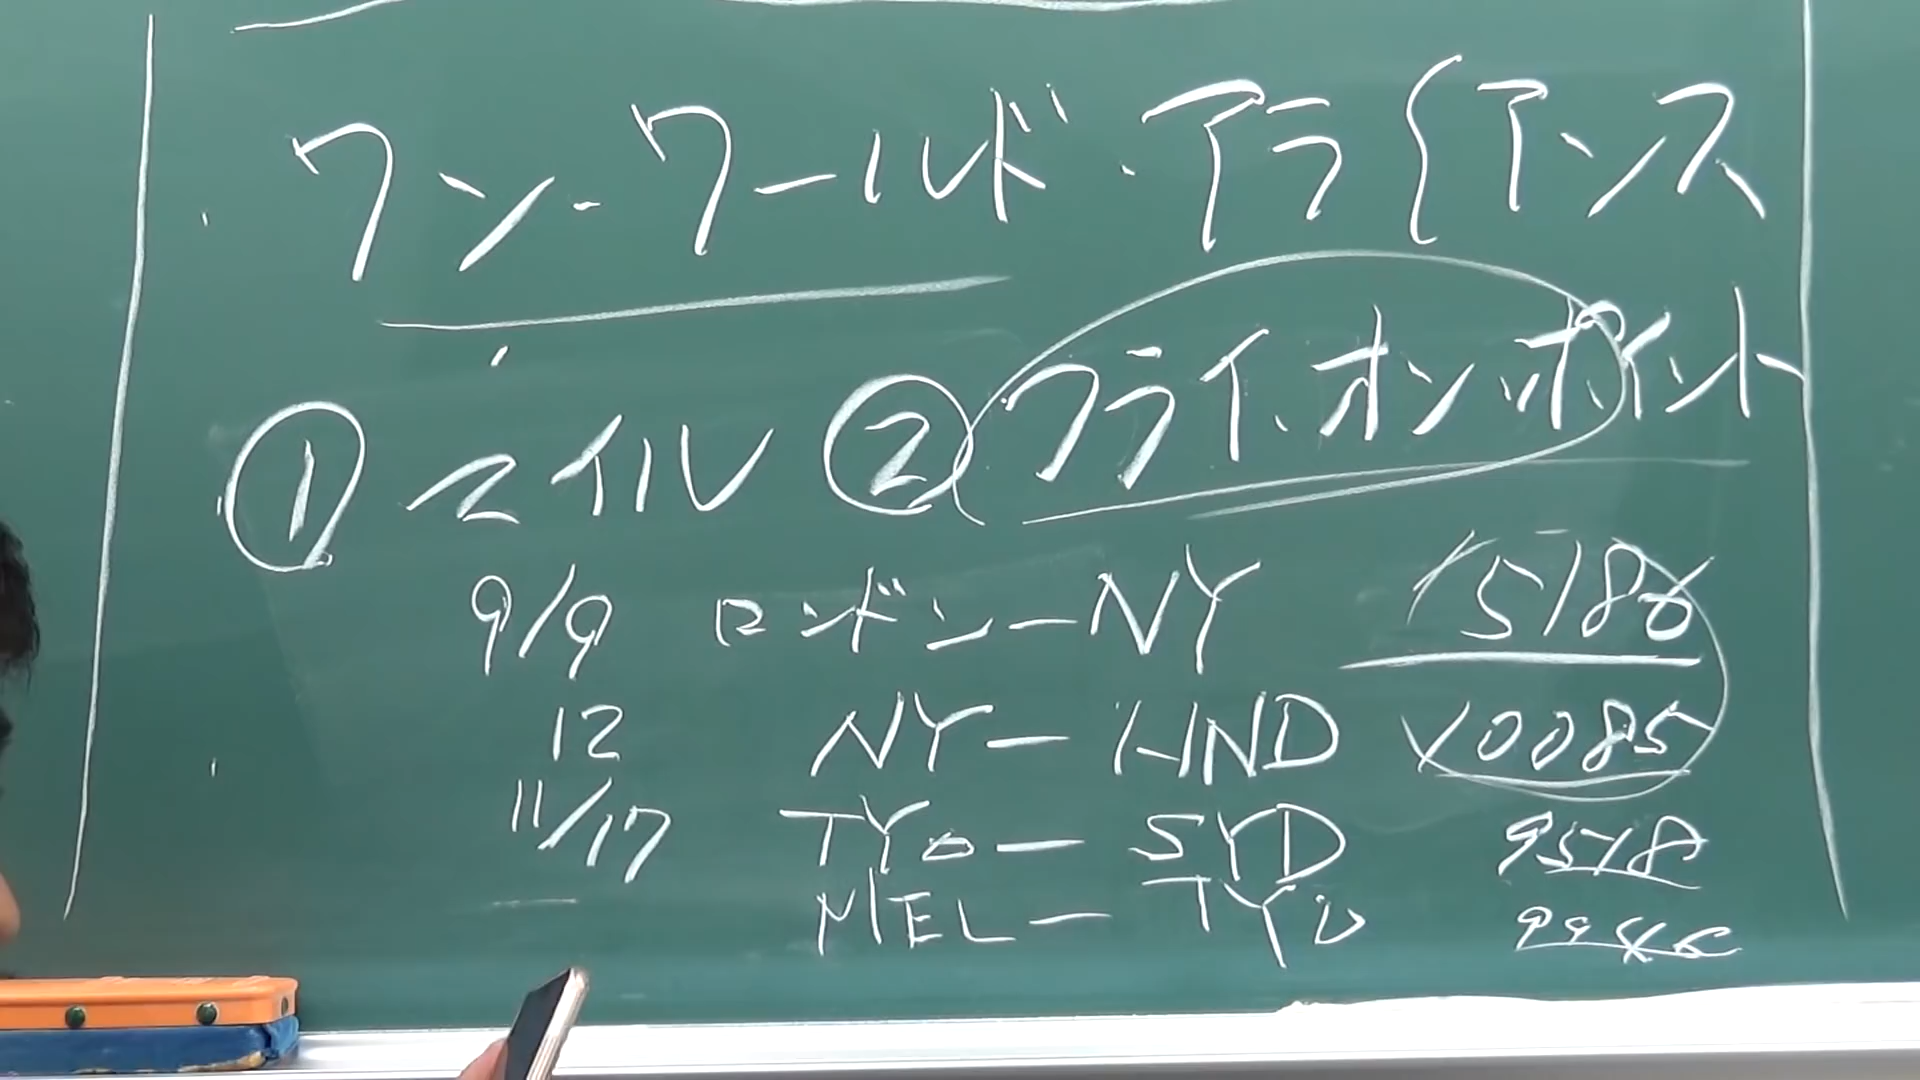 ワン・ワールド・アライアンス
① マイル ② フライ・オン・ポイント
9/9 ロンドン－NY 15186
12 NY－HND 10085
11/17 TYO－SYD 9518
MEL－TYO